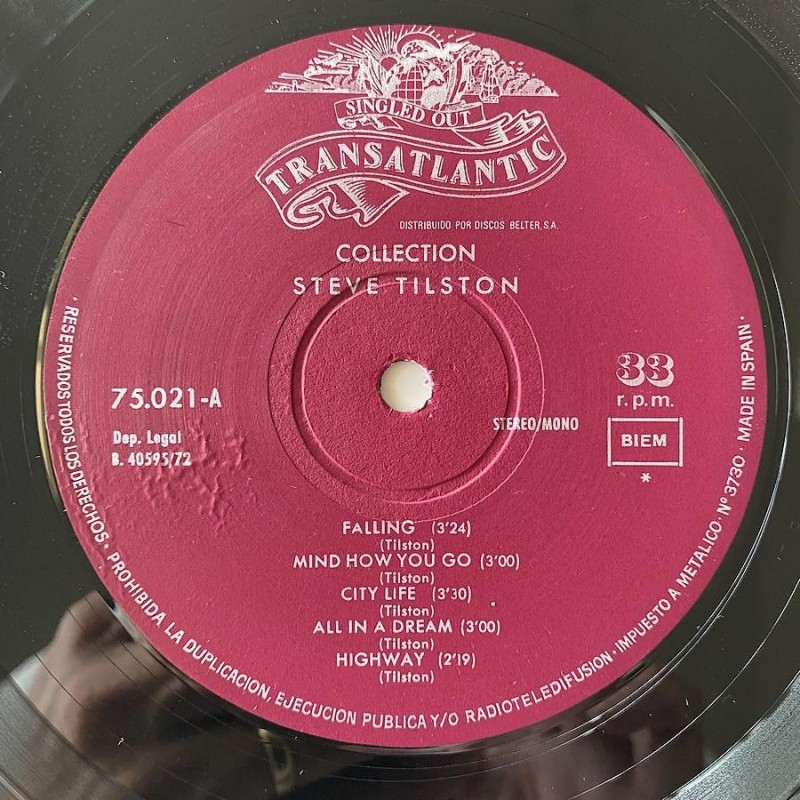 SINGLED OUT
TRANSATLANTIC
DISTRIBUIDO POR DISCOS BELTER, S.A.
COLLECTION
STEVE TILSTON
75.021-A
Dep. Legal
B. 40595/72
33
r.p.m.
STEREO/MONO
BIEM
*
FALLING (3'24)
(Tilston)
MIND HOW YOU GO (3'00)
(Tilston)
CITY LIFE (3'30)
(Tilston)
ALL IN A DREAM (3'00)
(Tilston)
HIGHWAY (2'19)
(Tilston)
· RESERVADOS TODOS LOS DERECHOS · PROHIBIDA LA DUPLICACION, EJECUCION PUBLICA Y/O RADIOTELEDIFUSION · IMPUESTO A METALICO · Nº 3730 · MADE IN SPAIN ·